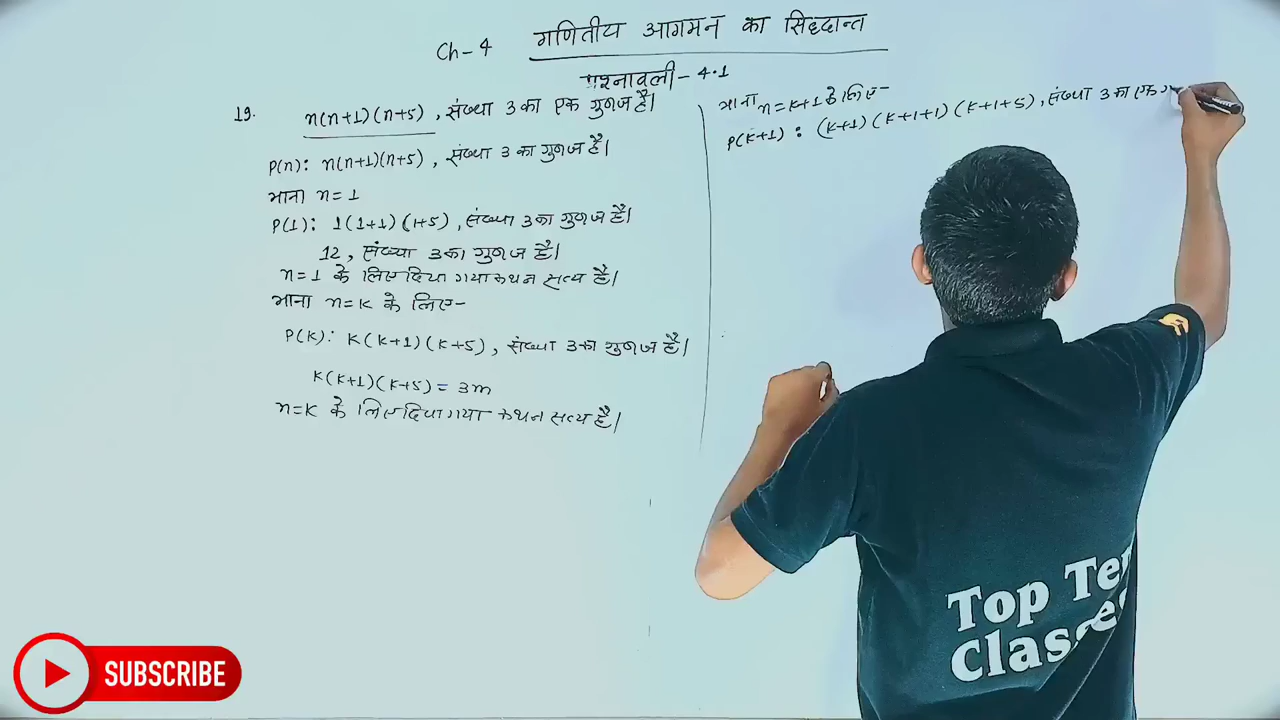 Ch-4 गणितीय आगमन का सिद्दान्त
प्रश्नावली-4.1
19. n(n+1)(n+5), संख्या 3 का एक गुणज है।
P(n): n(n+1)(n+5), संख्या 3 का गुणज है।
माना n=1
P(1): 1(1+1)(1+5), संख्या 3 का गुणज है।
12, संख्या 3 का गुणज है।
n=1 के लिए दिया गया कथन सत्य है।
माना n=K के लिए-
P(K): K(K+1)(K+5), संख्या 3 का गुणज है।
K(K+1)(K+5) = 3m
n=K के लिए दिया गया कथन सत्य है।
माना n=K+1 के लिए-
P(K+1): (K+1)(K+1+1)(K+1+5), संख्या 3 का एक
Top Ten
Classes
SUBSCRIBE